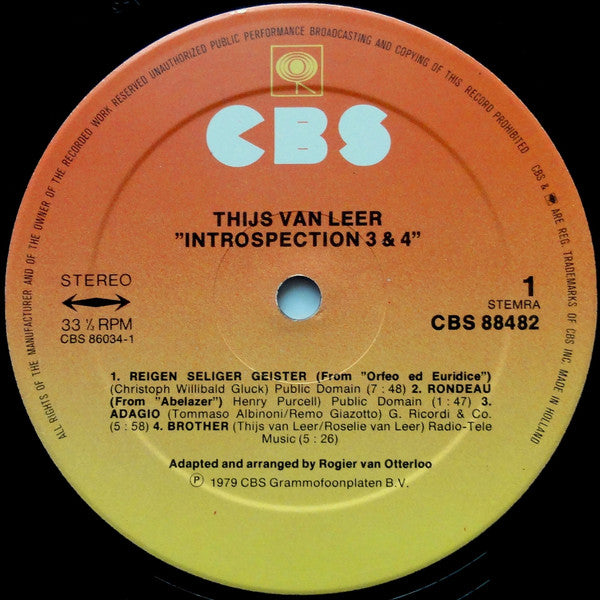 ALL RIGHTS OF THE MANUFACTURER AND OF THE OWNER OF THE RECORDED WORK RESERVED UNAUTHORIZED PUBLIC PERFORMANCE BROADCASTING AND COPYING OF THIS RECORD PROHIBITED
CBS & ARE REG. TRADEMARKS OF CBS INC. MADE IN HOLLAND
CBS
THIJS VAN LEER
"INTROSPECTION 3 & 4"
STEREO
33 ⅓ RPM
CBS 86034-1
1
STEMRA
CBS 88482
1. REIGEN SELIGER GEISTER (From "Orfeo ed Euridice")
(Christoph Willibald Gluck) Public Domain (7 : 48) 2. RONDEAU
(From "Abelazer") Henry Purcell) Public Domain (1 : 47) 3.
ADAGIO (Tommaso Albinoni/Remo Giazotto) G. Ricordi & Co.
(5 : 58) 4. BROTHER (Thijs van Leer/Roselie van Leer) Radio-Tele
Music (5 : 26)
Adapted and arranged by Rogier van Otterloo
Ⓟ 1979 CBS Grammofoonplaten B.V.